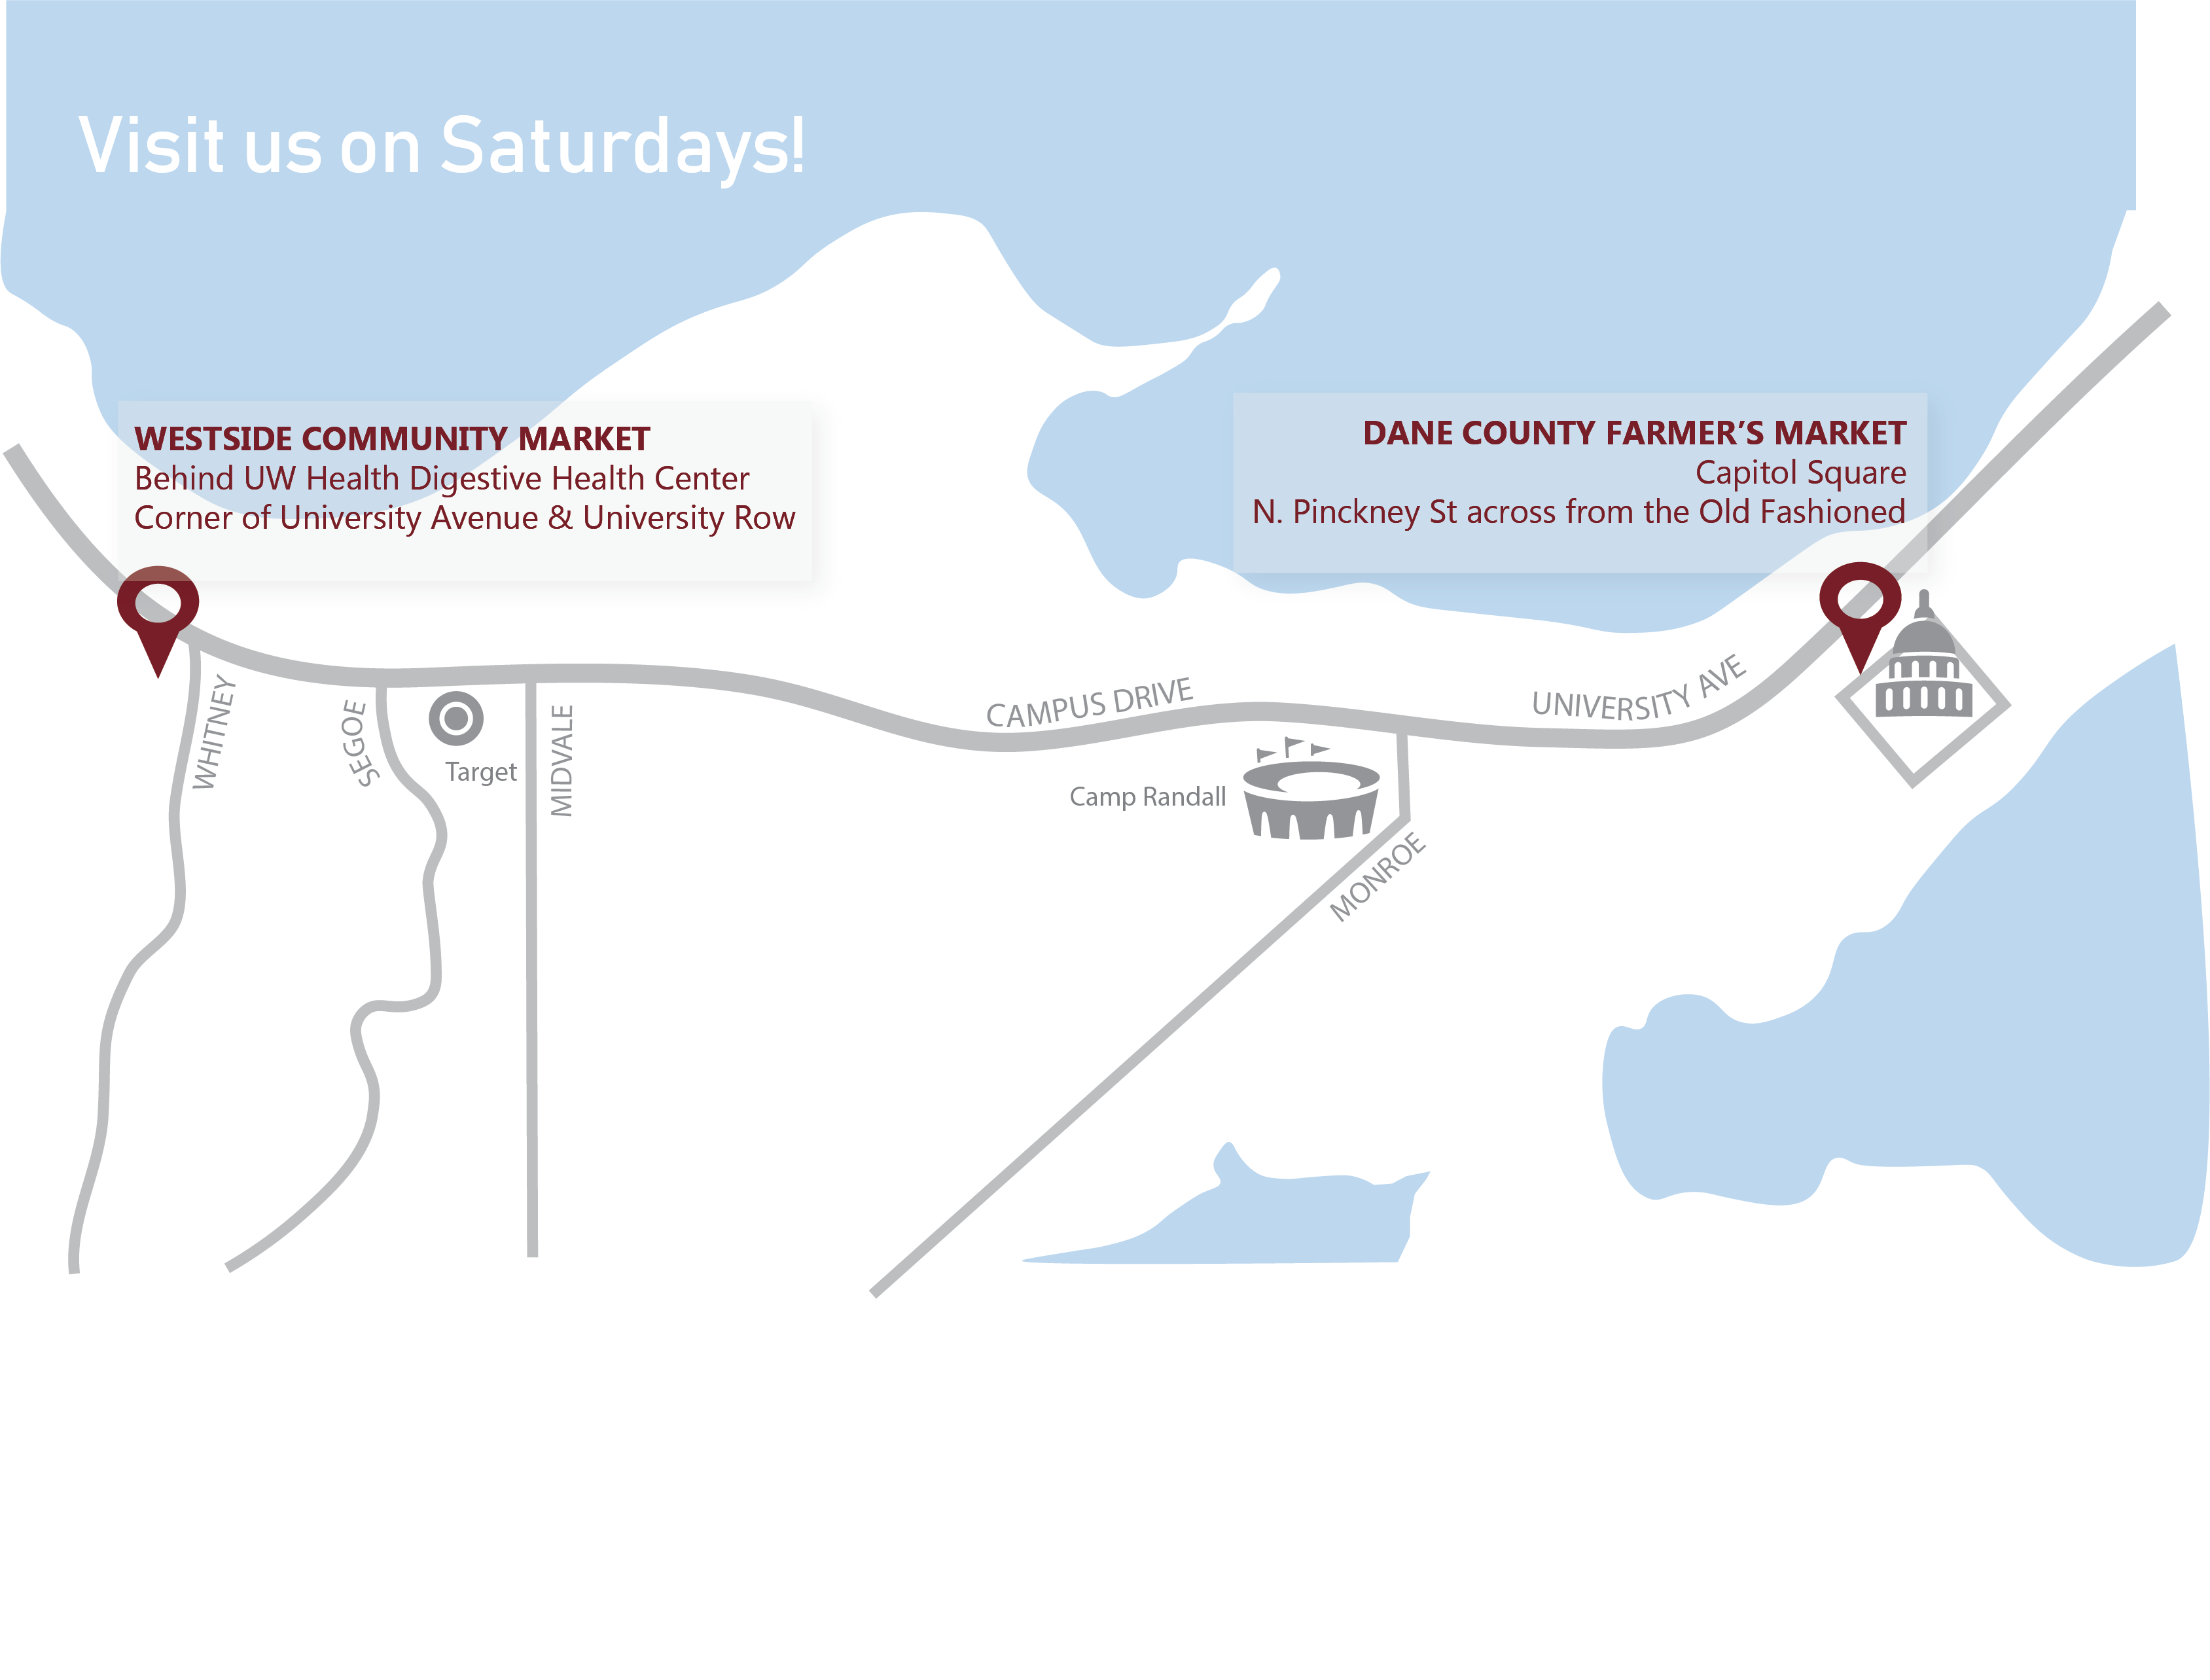 Visit us on Saturdays!
WESTSIDE COMMUNITY MARKET
Behind UW Health Digestive Health Center
Corner of University Avenue & University Row
DANE COUNTY FARMER’S MARKET
Capitol Square
N. Pinckney St across from the Old Fashioned
WHITNEY
SEGOE
Target
MIDVALE
CAMPUS DRIVE
UNIVERSITY AVE
Camp Randall
MONROE